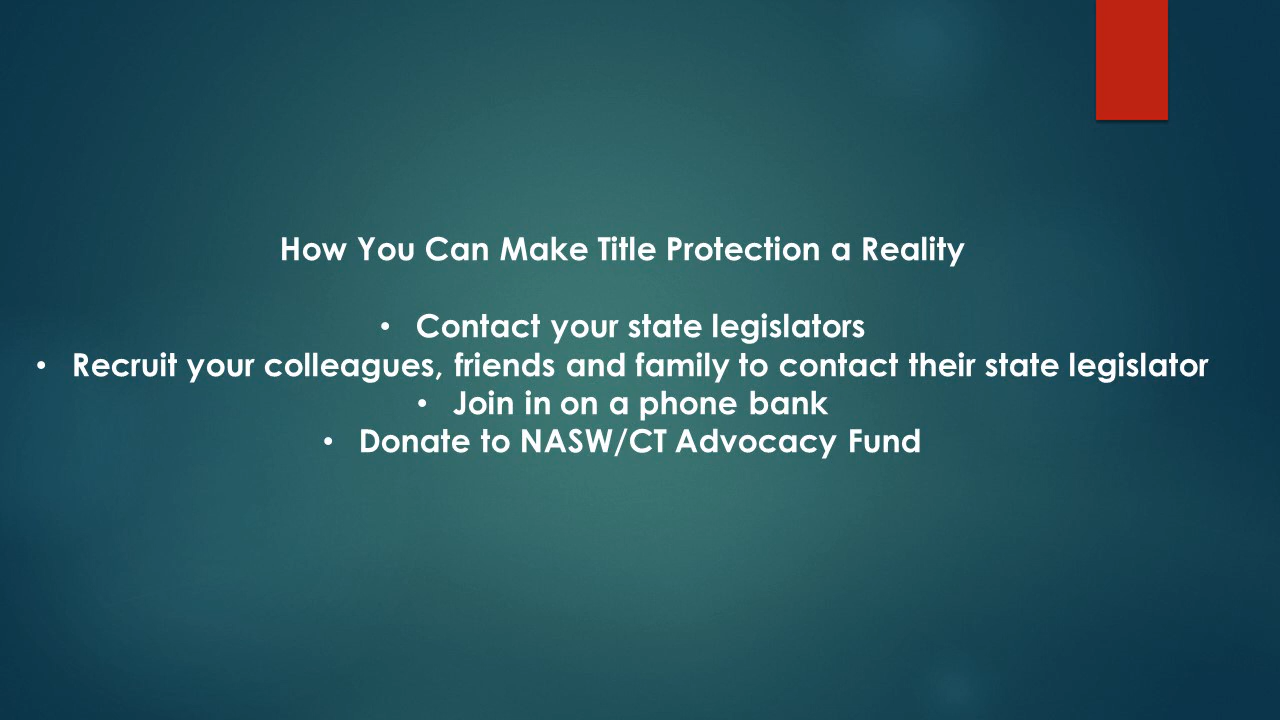 How You Can Make Title Protection a Reality
• Contact your state legislators
• Recruit your colleagues, friends and family to contact their state legislator
• Join in on a phone bank
• Donate to NASW/CT Advocacy Fund